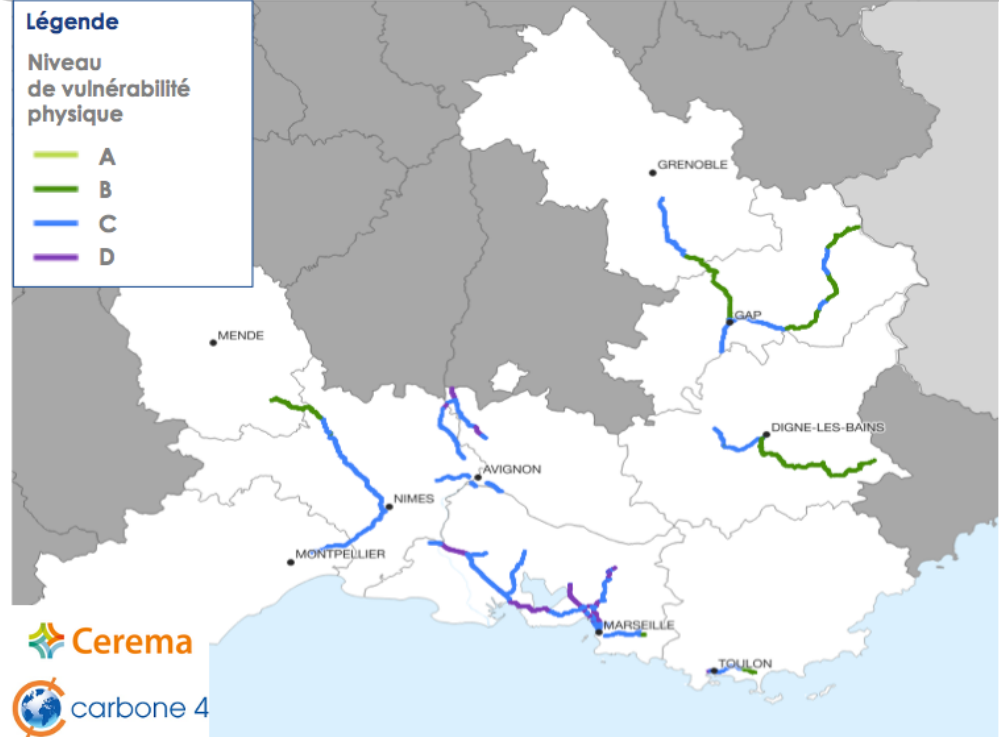 Légende
Niveau
de vulnérabilité
physique
A
B
C
D
GRENOBLE
GAP
MENDE
DIGNE-LES-BAINS
AVIGNON
NIMES
MONTPELLIER
MARSEILLE
TOULON
Cerema
carbone 4